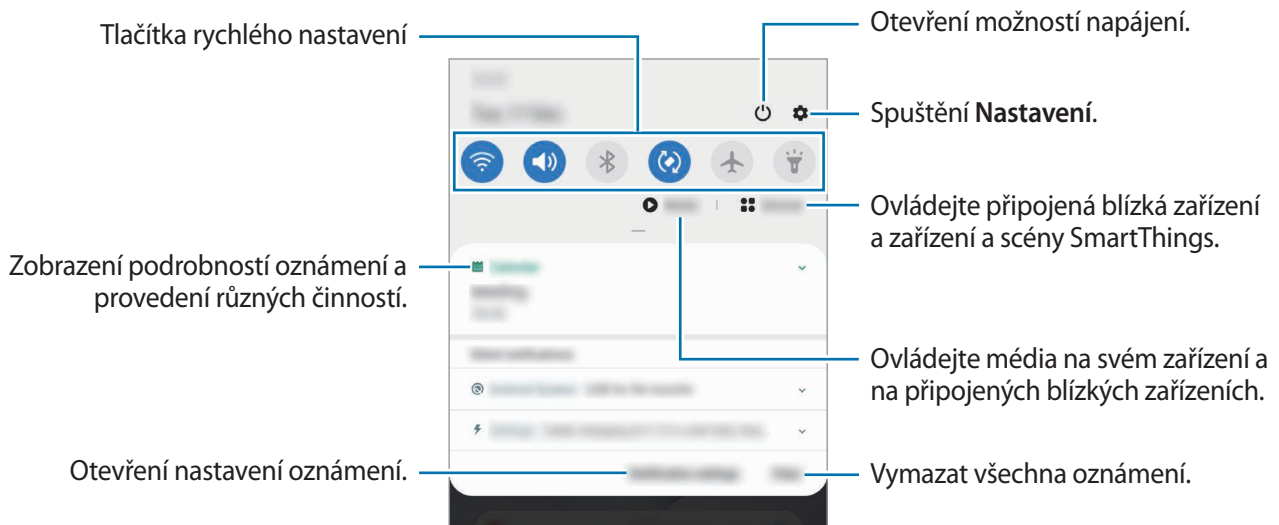 Tlačítka rychlého nastavení
Otevření možností napájení.
Spuštění Nastavení.
Ovládejte připojená blízká zařízení
a zařízení a scény SmartThings.
Zobrazení podrobností oznámení a
provedení různých činností.
Ovládejte média na svém zařízení a
na připojených blízkých zařízeních.
Otevření nastavení oznámení.
Vymazat všechna oznámení.